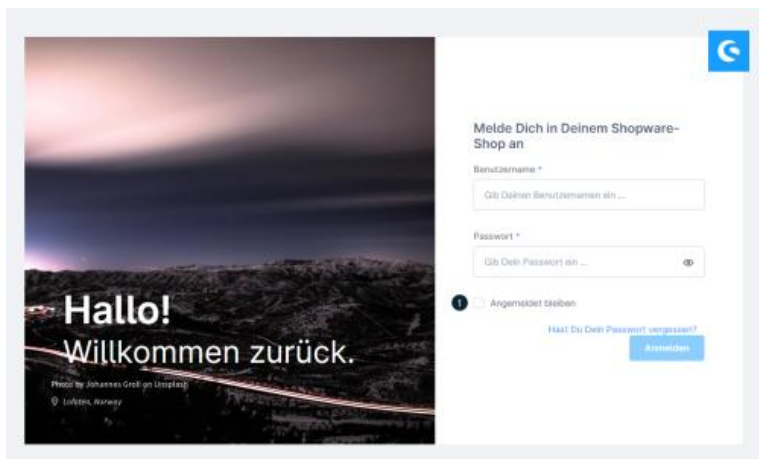 Hallo!
Willkommen zurück.
Photo by Johannes Groll on Unsplash
Lofoten, Norway
Melde Dich in Deinem Shopware-
Shop an
Benutzername *
Gib Deinen Benutzernamen ein ...
Passwort *
Gib Dein Passwort ein ...
1
Angemeldet bleiben
Hast Du Dein Passwort vergessen?
Anmelden